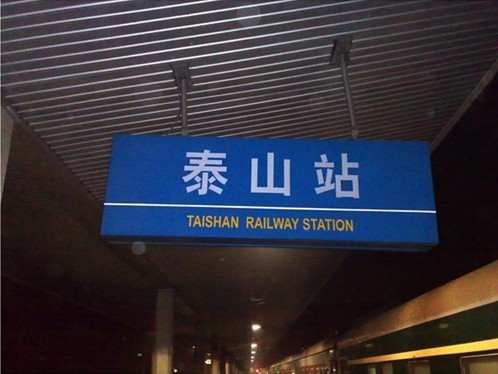 泰山站
TAISHAN RAILWAY STATION